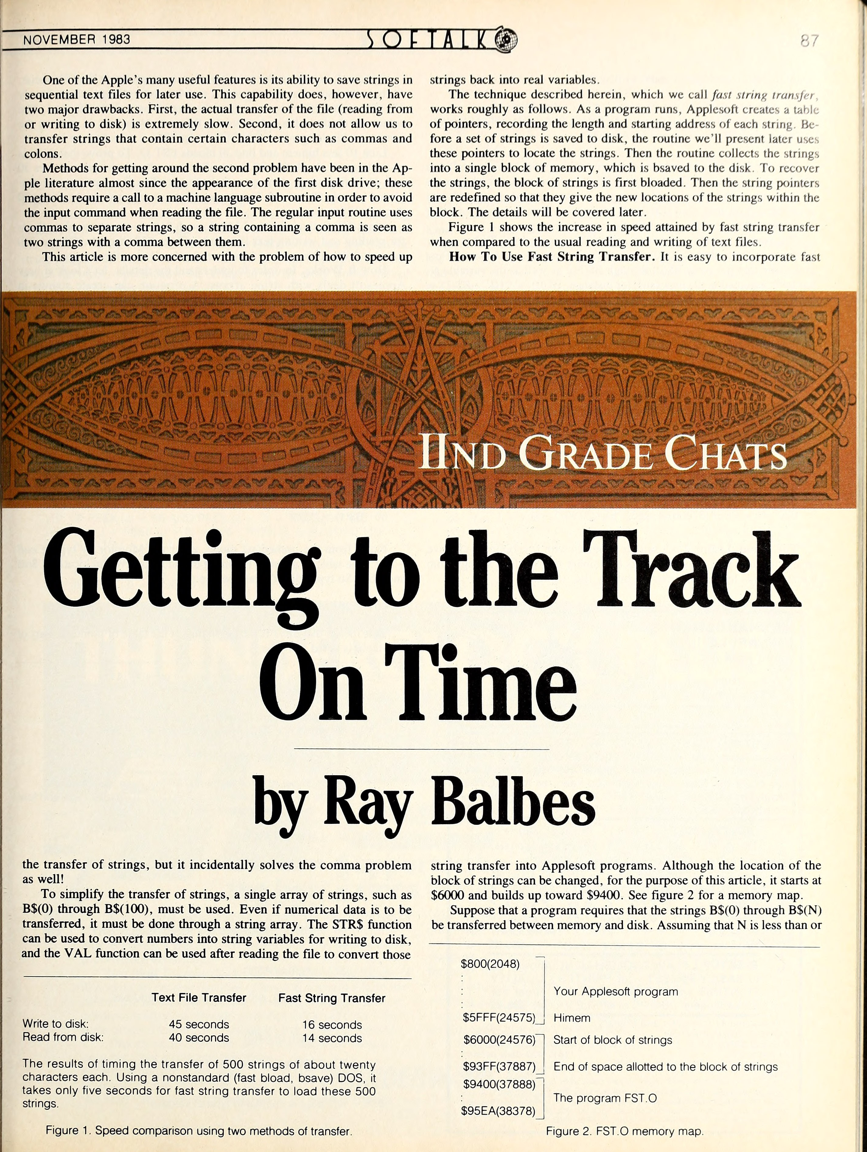 NOVEMBER 1983
SOFTALK
87
One of the Apple's many useful features is its ability to save strings in
sequential text files for later use. This capability does, however, have
two major drawbacks. First, the actual transfer of the file (reading from
or writing to disk) is extremely slow. Second, it does not allow us to
transfer strings that contain certain characters such as commas and
colons.
Methods for getting around the second problem have been in the Ap-
ple literature almost since the appearance of the first disk drive; these
methods require a call to a machine language subroutine in order to avoid
the input command when reading the file. The regular input routine uses
commas to separate strings, so a string containing a comma is seen as
two strings with a comma between them.
This article is more concerned with the problem of how to speed up
strings back into real variables.
The technique described herein, which we call fast string transfer,
works roughly as follows. As a program runs, Applesoft creates a table
of pointers, recording the length and starting address of each string. Be-
fore a set of strings is saved to disk, the routine we'll present later uses
these pointers to locate the strings. Then the routine collects the strings
into a single block of memory, which is bsaved to the disk. To recover
the strings, the block of strings is first bloaded. Then the string pointers
are redefined so that they give the new locations of the strings within the
block. The details will be covered later.
Figure 1 shows the increase in speed attained by fast string transfer
when compared to the usual reading and writing of text files.
How To Use Fast String Transfer. It is easy to incorporate fast
IIND GRADE CHATS
Getting to the Track
On Time
by Ray Balbes
the transfer of strings, but it incidentally solves the comma problem
as well!
To simplify the transfer of strings, a single array of strings, such as
B$(0) through B$(100), must be used. Even if numerical data is to be
transferred, it must be done through a string array. The STR$ function
can be used to convert numbers into string variables for writing to disk,
and the VAL function can be used after reading the file to convert those
Text File Transfer Fast String Transfer
Write to disk: 45 seconds 16 seconds
Read from disk: 40 seconds 14 seconds
The results of timing the transfer of 500 strings of about twenty
characters each. Using a nonstandard (fast bload, bsave) DOS, it
takes only five seconds for fast string transfer to load these 500
strings.
Figure 1. Speed comparison using two methods of transfer.
string transfer into Applesoft programs. Although the location of the
block of strings can be changed, for the purpose of this article, it starts at
$6000 and builds up toward $9400. See figure 2 for a memory map.
Suppose that a program requires that the strings B$(0) through B$(N)
be transferred between memory and disk. Assuming that N is less than or
$800(2048)
Your Applesoft program
$5FFF(24575) Himem
$6000(24576) Start of block of strings
$93FF(37887) End of space allotted to the block of strings
$9400(37888)
The program FST.O
$95EA(38378)
Figure 2. FST.O memory map.